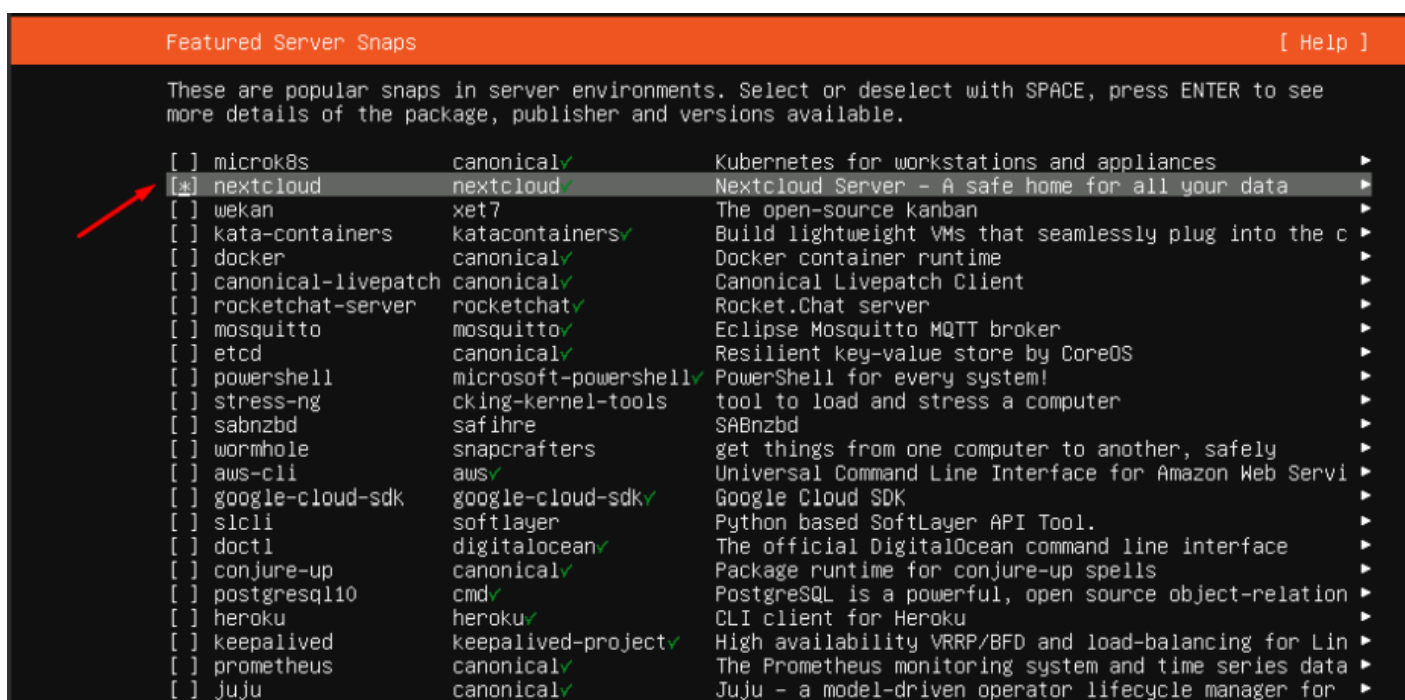 Featured Server Snaps [ Help ]
These are popular snaps in server environments. Select or deselect with SPACE, press ENTER to see
more details of the package, publisher and versions available.
[ ] microk8s canonical✓ Kubernetes for workstations and appliances ►
[*] nextcloud nextcloud✓ Nextcloud Server – A safe home for all your data ►
[ ] wekan xet7 The open-source kanban ►
[ ] kata-containers katacontainers✓ Build lightweight VMs that seamlessly plug into the c ►
[ ] docker canonical✓ Docker container runtime ►
[ ] canonical-livepatch canonical✓ Canonical Livepatch Client ►
[ ] rocketchat-server rocketchat✓ Rocket.Chat server ►
[ ] mosquitto mosquitto✓ Eclipse Mosquitto MQTT broker ►
[ ] etcd canonical✓ Resilient key-value store by CoreOS ►
[ ] powershell microsoft-powershell✓ PowerShell for every system! ►
[ ] stress-ng cking-kernel-tools tool to load and stress a computer ►
[ ] sabnzbd safihre SABnzbd ►
[ ] wormhole snapcrafters get things from one computer to another, safely ►
[ ] aws-cli aws✓ Universal Command Line Interface for Amazon Web Servi ►
[ ] google-cloud-sdk google-cloud-sdk✓ Google Cloud SDK ►
[ ] slcli softlayer Python based SoftLayer API Tool. ►
[ ] doctl digitalocean✓ The official DigitalOcean command line interface ►
[ ] conjure-up canonical✓ Package runtime for conjure-up spells ►
[ ] postgresql10 cmd✓ PostgreSQL is a powerful, open source object-relation ►
[ ] heroku heroku✓ CLI client for Heroku ►
[ ] keepalived keepalived-project✓ High availability VRRP/BFD and load-balancing for Lin ►
[ ] prometheus canonical✓ The Prometheus monitoring system and time series data ►
[ ] juju canonical✓ Juju – a model-driven operator lifecycle manager for ►